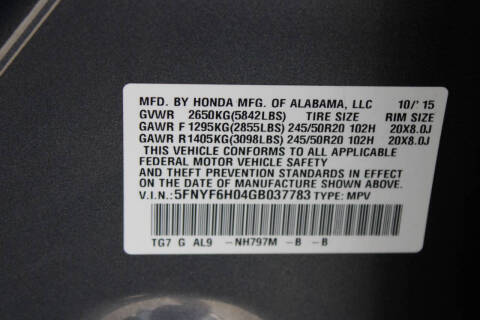 MFD. BY HONDA MFG. OF ALABAMA, LLC 10/'15
GVWR 2650KG(5842LBS) TIRE SIZE RIM SIZE
GAWR F 1295KG(2855LBS) 245/50R20 102H 20X8.0J
GAWR R1405KG(3098LBS) 245/50R20 102H 20X8.0J
THIS VEHICLE CONFORMS TO ALL APPLICABLE
FEDERAL MOTOR VEHICLE SAFETY
AND THEFT PREVENTION STANDARDS IN EFFECT
ON THE DATE OF MANUFACTURE SHOWN ABOVE.
V.I.N.: 5FNYF6H04GB037783 TYPE: MPV
TG7 G AL9 -NH797M -B -B